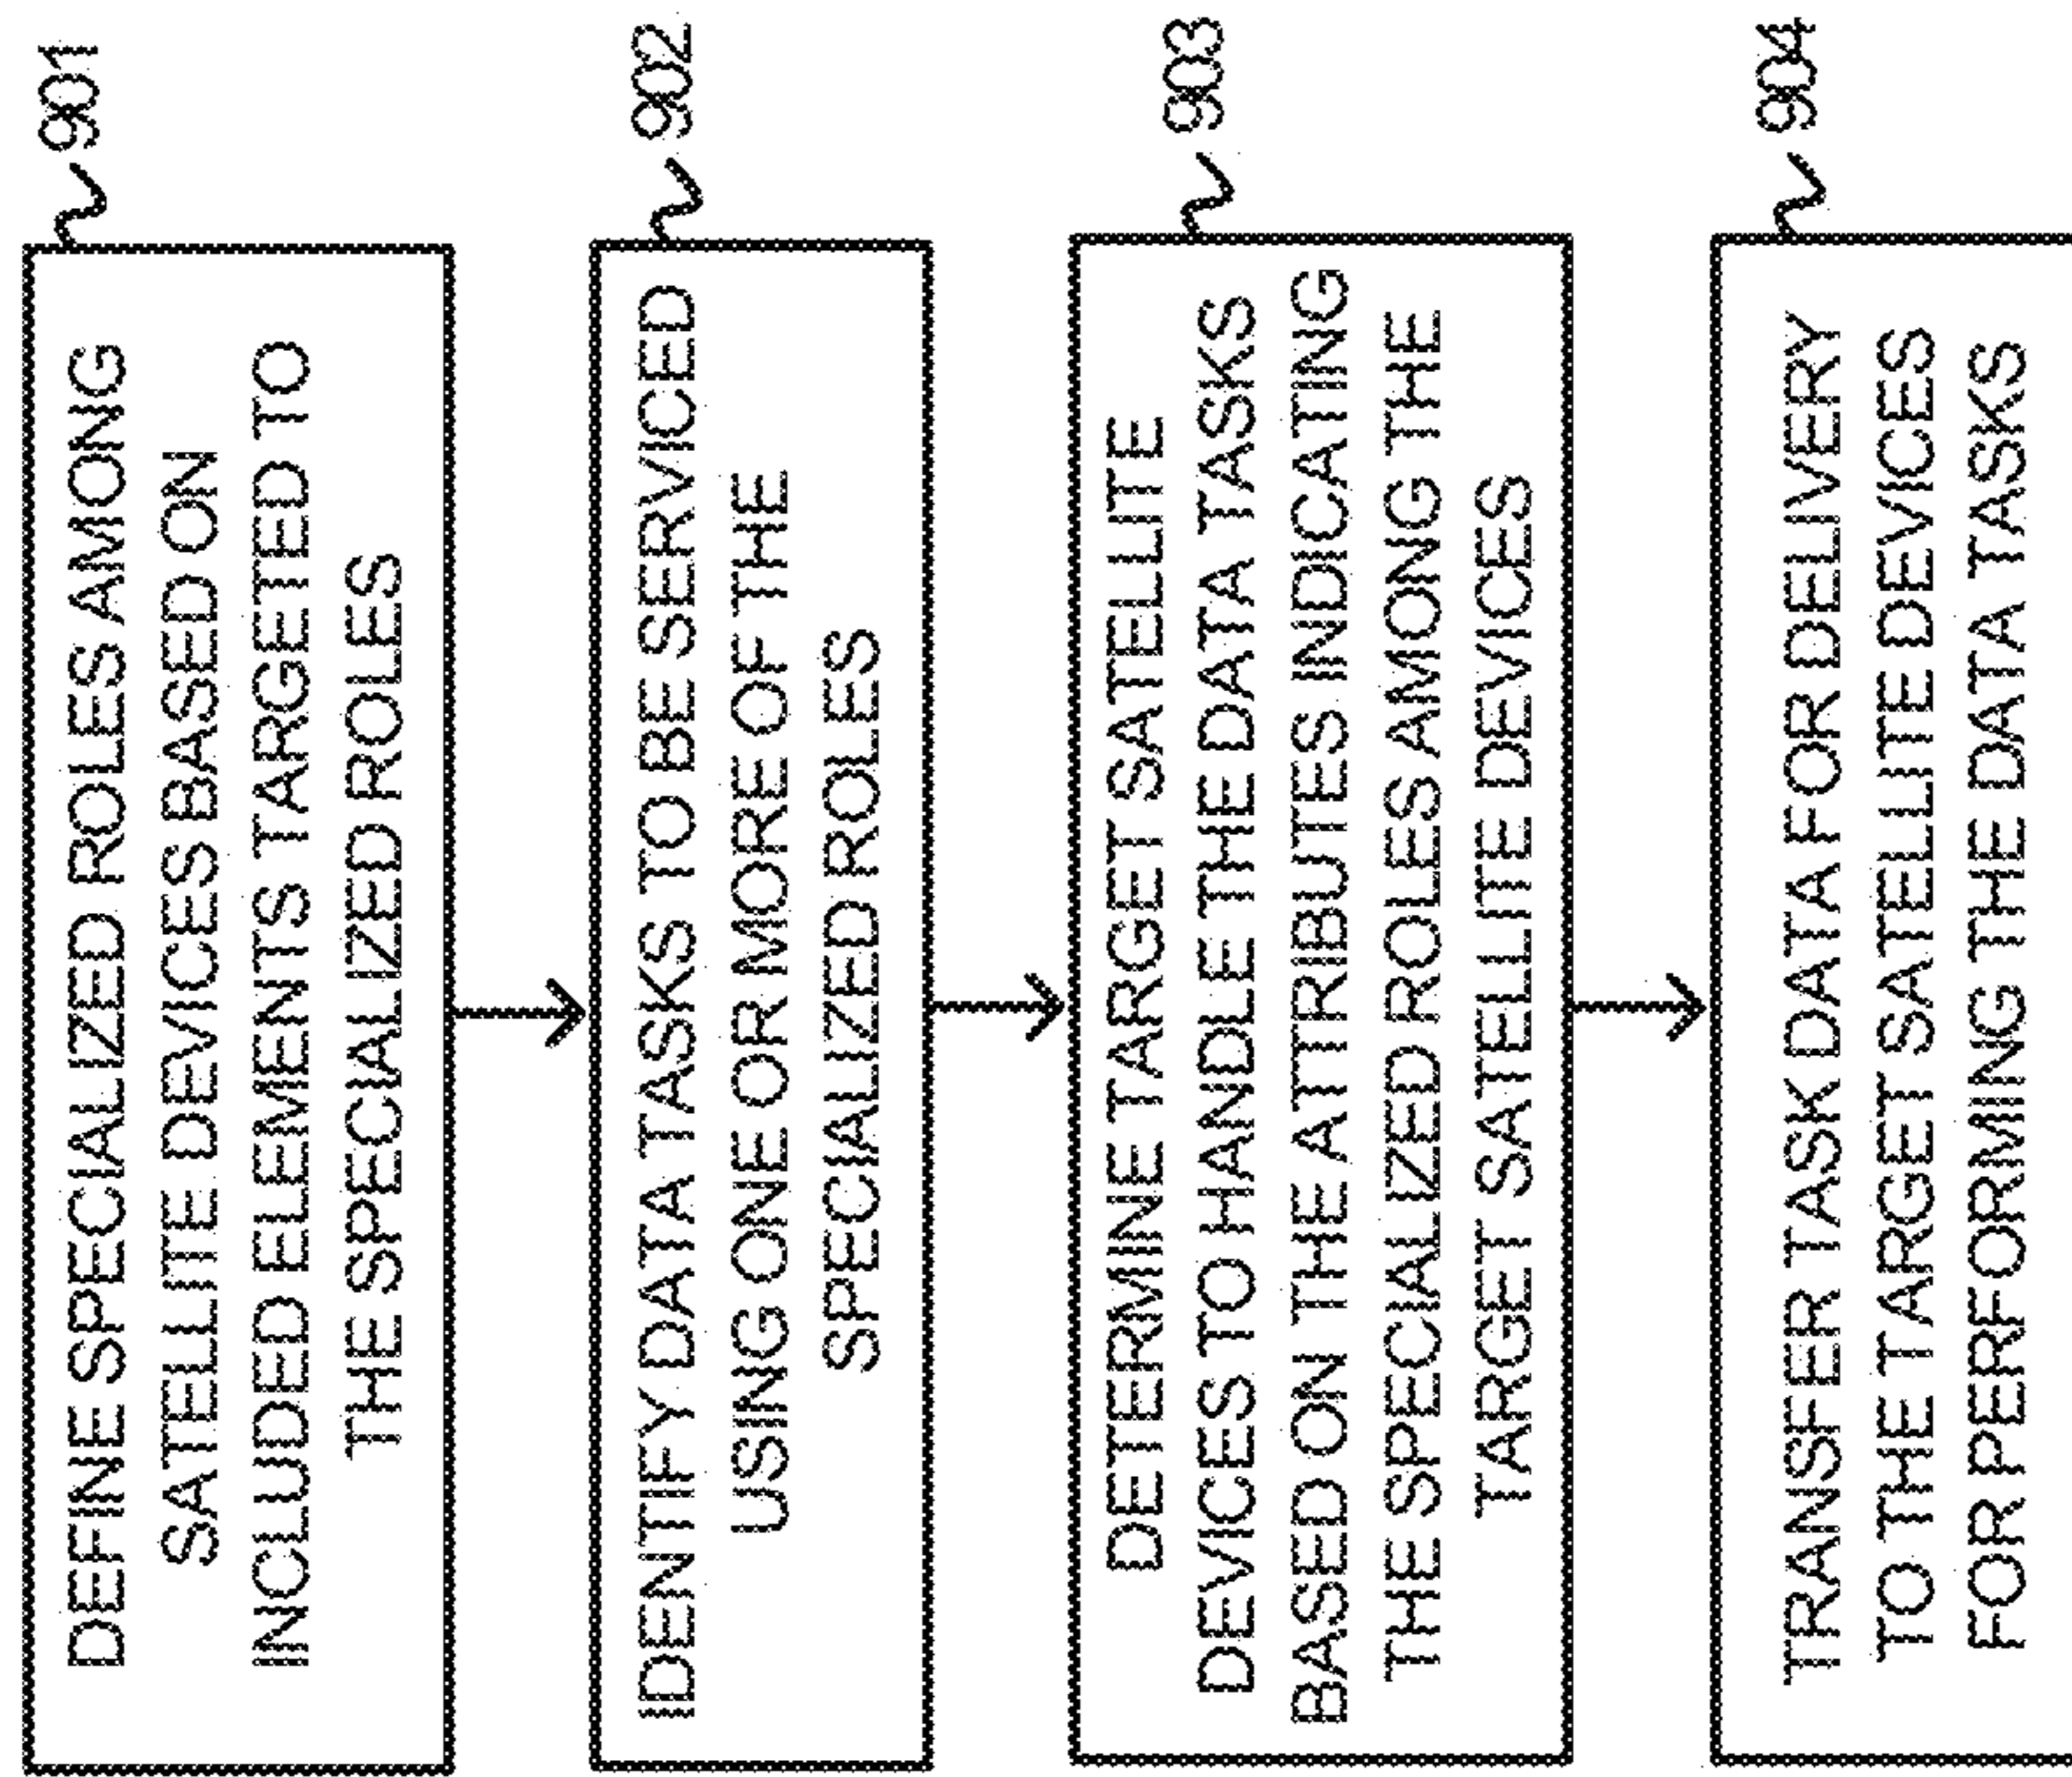 DEFINE SPECIALIZED ROLES AMONG
SATELLITE DEVICES BASED ON
INCLUDED ELEMENTS TARGETED TO
THE SPECIALIZED ROLES
901
IDENTIFY DATA TASKS TO BE SERVICED
USING ONE OR MORE OF THE
SPECIALIZED ROLES
902
DETERMINE TARGET SATELLITE
DEVICES TO HANDLE THE DATA TASKS
BASED ON THE ATTRIBUTES INDICATING
THE SPECIALIZED ROLES AMONG THE
TARGET SATELLITE DEVICES
903
TRANSFER TASK DATA FOR DELIVERY
TO THE TARGET SATELLITE DEVICES
FOR PERFORMING THE DATA TASKS
904